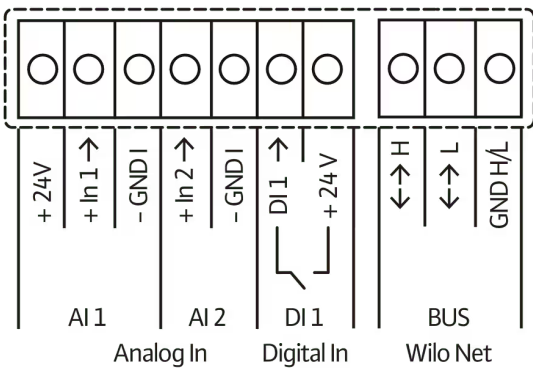 + 24V
+ In 1 →
– GND I
+ In 2 →
– GND I
DI 1 →
+ 24 V
↔ H
↔ L
GND H/L
AI 1 AI 2 DI 1 BUS
Analog In Digital In Wilo Net